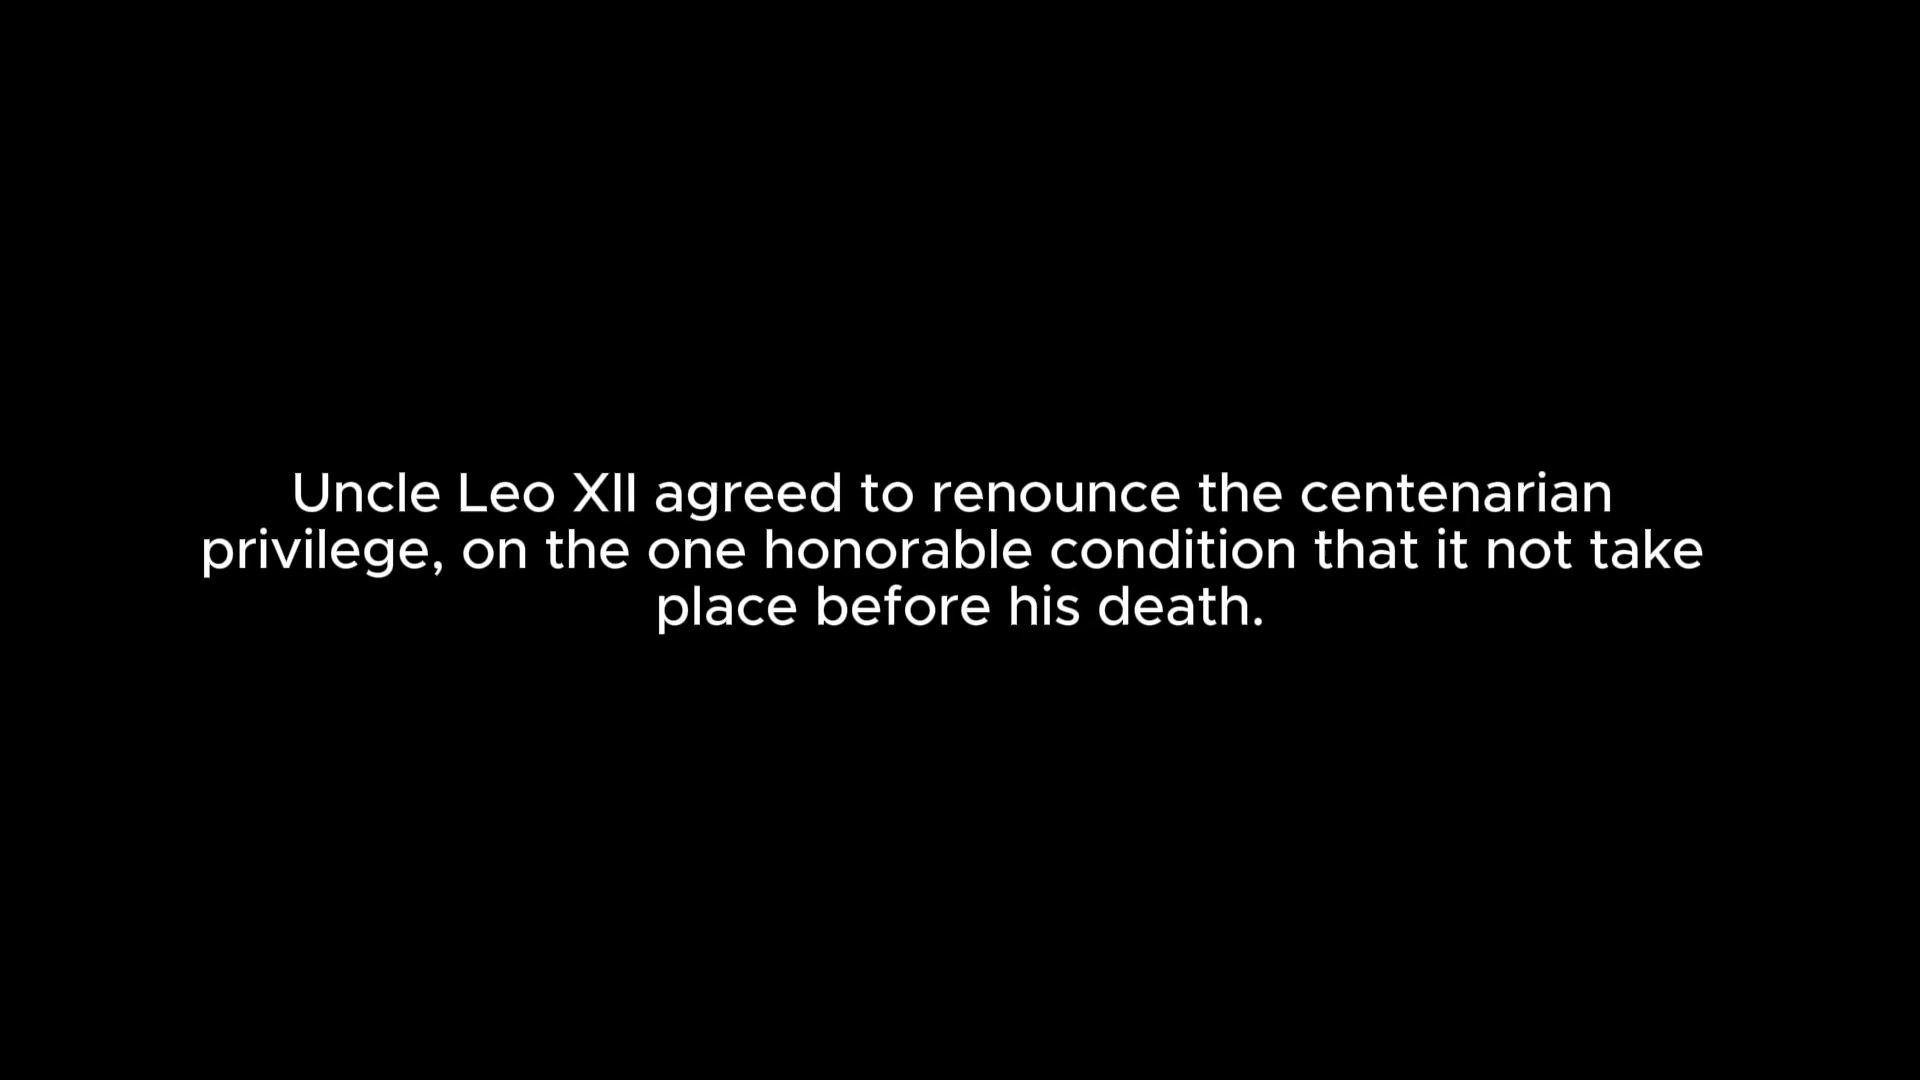 Uncle Leo XII agreed to renounce the centenarian
privilege, on the one honorable condition that it not take
place before his death.